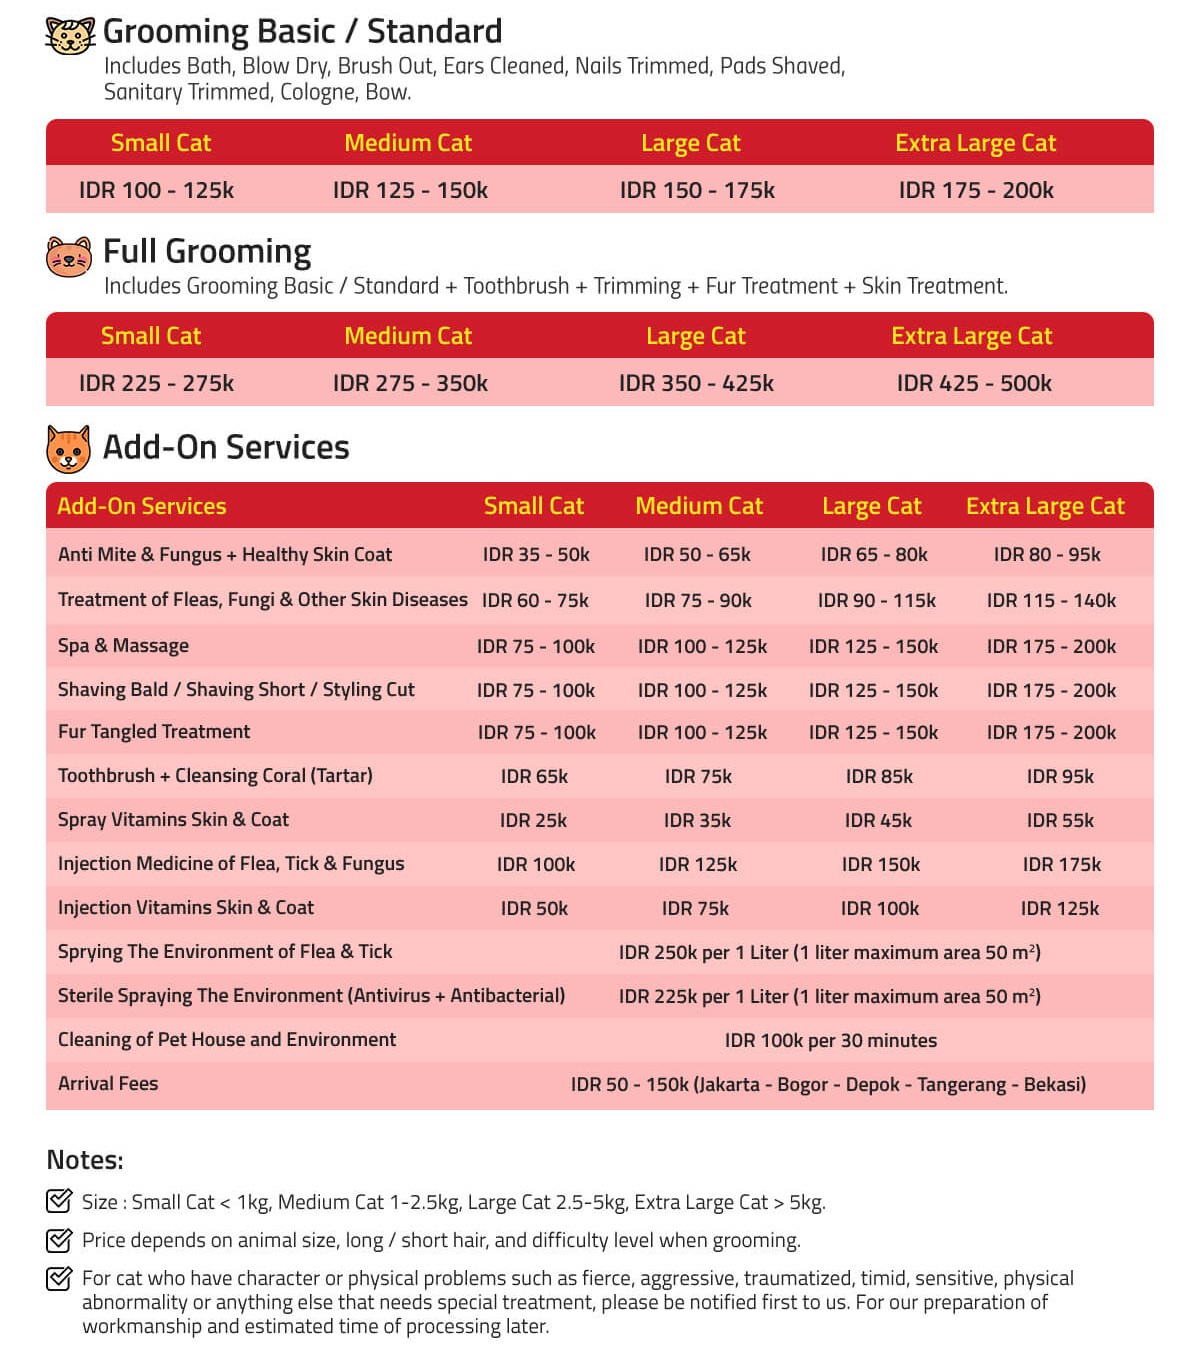 Grooming Basic / Standard
Includes Bath, Blow Dry, Brush Out, Ears Cleaned, Nails Trimmed, Pads Shaved,
Sanitary Trimmed, Cologne, Bow.
Small Cat Medium Cat Large Cat Extra Large Cat
IDR 100 - 125k IDR 125 - 150k IDR 150 - 175k IDR 175 - 200k
Full Grooming
Includes Grooming Basic / Standard + Toothbrush + Trimming + Fur Treatment + Skin Treatment.
Small Cat Medium Cat Large Cat Extra Large Cat
IDR 225 - 275k IDR 275 - 350k IDR 350 - 425k IDR 425 - 500k
Add-On Services
Add-On Services Small Cat Medium Cat Large Cat Extra Large Cat
Anti Mite & Fungus + Healthy Skin Coat IDR 35 - 50k IDR 50 - 65k IDR 65 - 80k IDR 80 - 95k
Treatment of Fleas, Fungi & Other Skin Diseases IDR 60 - 75k IDR 75 - 90k IDR 90 - 115k IDR 115 - 140k
Spa & Massage IDR 75 - 100k IDR 100 - 125k IDR 125 - 150k IDR 175 - 200k
Shaving Bald / Shaving Short / Styling Cut IDR 75 - 100k IDR 100 - 125k IDR 125 - 150k IDR 175 - 200k
Fur Tangled Treatment IDR 75 - 100k IDR 100 - 125k IDR 125 - 150k IDR 175 - 200k
Toothbrush + Cleansing Coral (Tartar) IDR 65k IDR 75k IDR 85k IDR 95k
Spray Vitamins Skin & Coat IDR 25k IDR 35k IDR 45k IDR 55k
Injection Medicine of Flea, Tick & Fungus IDR 100k IDR 125k IDR 150k IDR 175k
Injection Vitamins Skin & Coat IDR 50k IDR 75k IDR 100k IDR 125k
Sprying The Environment of Flea & Tick IDR 250k per 1 Liter (1 liter maximum area 50 m²)
Sterile Spraying The Environment (Antivirus + Antibacterial) IDR 225k per 1 Liter (1 liter maximum area 50 m²)
Cleaning of Pet House and Environment IDR 100k per 30 minutes
Arrival Fees IDR 50 - 150k (Jakarta - Bogor - Depok - Tangerang - Bekasi)
Notes:
Size : Small Cat < 1kg, Medium Cat 1-2.5kg, Large Cat 2.5-5kg, Extra Large Cat > 5kg.
Price depends on animal size, long / short hair, and difficulty level when grooming.
For cat who have character or physical problems such as fierce, aggressive, traumatized, timid, sensitive, physical
abnormality or anything else that needs special treatment, please be notified first to us. For our preparation of
workmanship and estimated time of processing later.